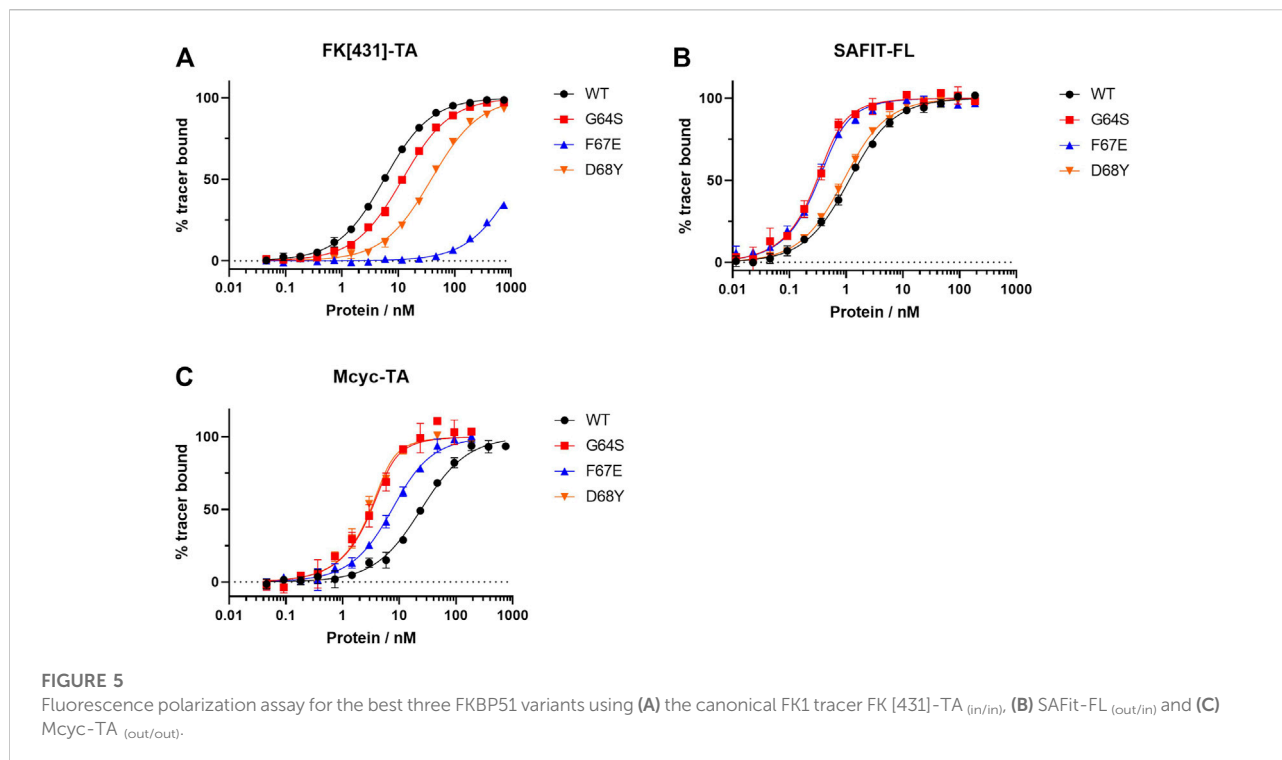 A
FK[431]-TA
% tracer bound
100
50
0
0.01 0.1 1 10 100 1000
Protein / nM
WT
G64S
F67E
D68Y
B
SAFIT-FL
% tracer bound
100
50
0
0.01 0.1 1 10 100 1000
Protein / nM
WT
G64S
F67E
D68Y
C
Mcyc-TA
% tracer bound
100
50
0
0.01 0.1 1 10 100 1000
Protein / nM
WT
G64S
F67E
D68Y
FIGURE 5
Fluorescence polarization assay for the best three FKBP51 variants using (A) the canonical FK1 tracer FK [431]-TA (in/in), (B) SAFit-FL (out/in) and (C)
Mcyc-TA (out/out).